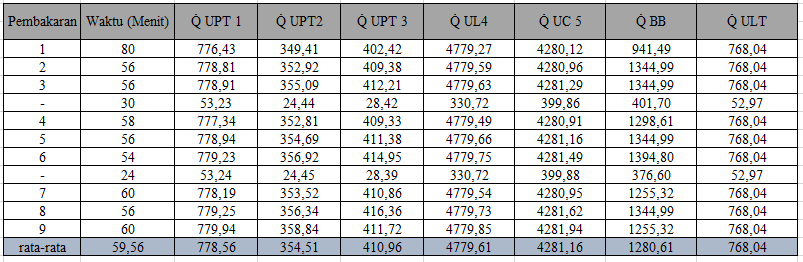 Pembakaran Waktu (Menit) Q̇ UPT 1 Q̇ UPT2 Q̇ UPT 3 Q̇ UL4 Q̇ UC 5 Q̇ BB Q̇ ULT
1 80 776,43 349,41 402,42 4779,27 4280,12 941,49 768,04
2 56 778,81 352,92 409,38 4779,59 4280,96 1344,99 768,04
3 56 778,91 355,09 412,21 4779,63 4281,29 1344,99 768,04
- 30 53,23 24,44 28,42 330,72 399,86 401,70 52,97
4 58 777,34 352,81 409,33 4779,49 4280,91 1298,61 768,04
5 56 778,94 354,69 411,38 4779,66 4281,16 1344,99 768,04
6 54 779,23 356,92 414,95 4779,75 4281,49 1394,80 768,04
- 24 53,24 24,45 28,39 330,72 399,88 376,60 52,97
7 60 778,19 353,52 410,86 4779,54 4280,95 1255,32 768,04
8 56 779,25 356,34 416,36 4779,73 4281,62 1344,99 768,04
9 60 779,94 358,84 411,72 4779,85 4281,94 1255,32 768,04
rata-rata 59,56 778,56 354,51 410,96 4779,61 4281,16 1280,61 768,04